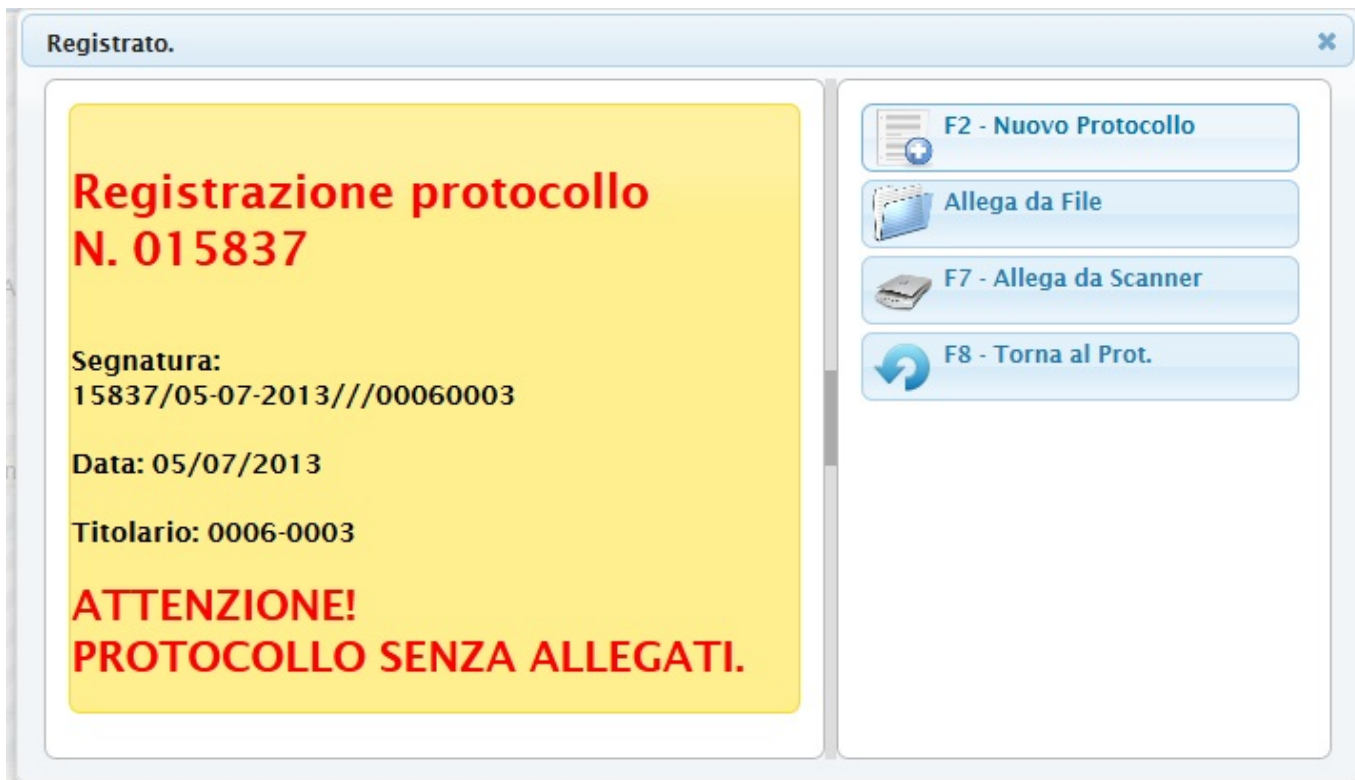 Registrato.
Registrazione protocollo
N. 015837
Segnatura:
15837/05-07-2013///00060003
Data: 05/07/2013
Titolario: 0006-0003
ATTENZIONE!
PROTOCOLLO SENZA ALLEGATI.
F2 - Nuovo Protocollo
Allega da File
F7 - Allega da Scanner
F8 - Torna al Prot.